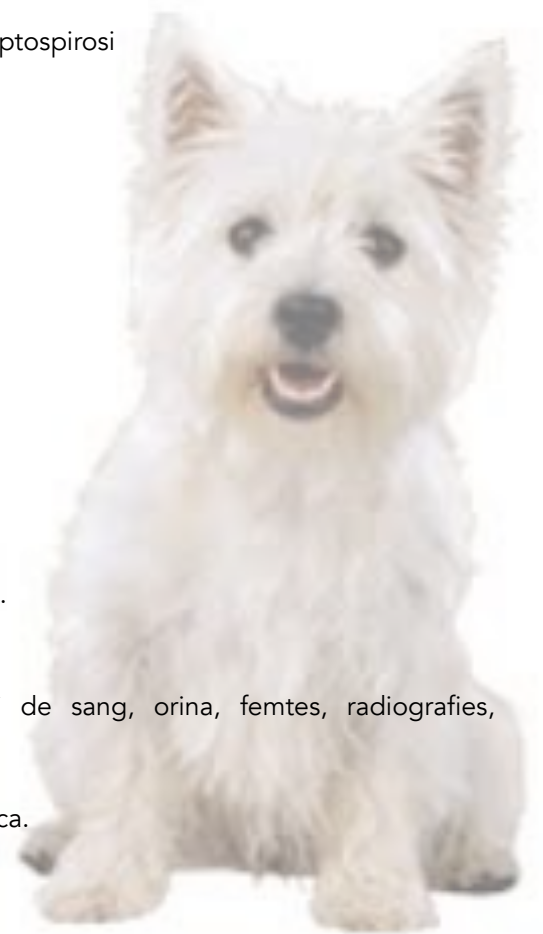 ptospirosi
.
de sang, orina, femtes, radiografies,
ca.